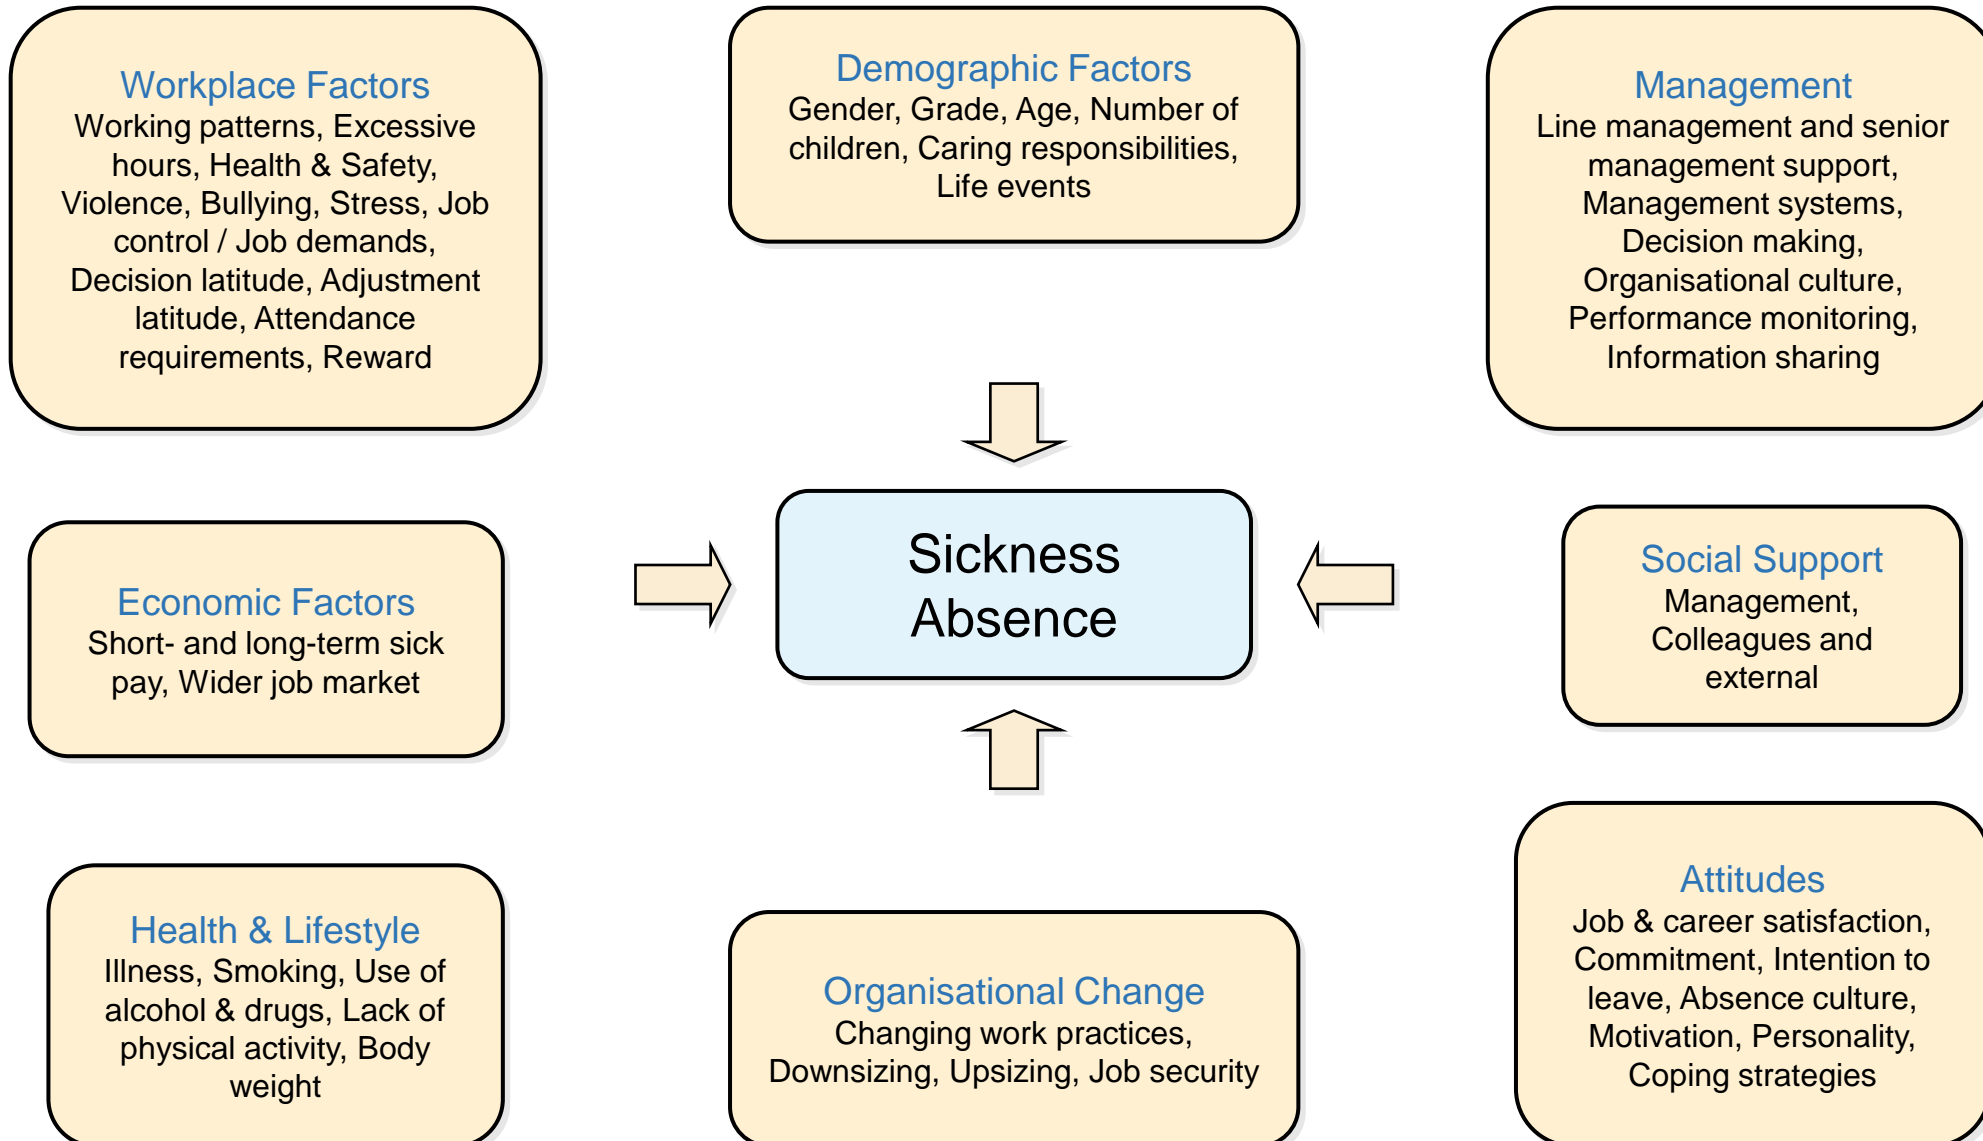 Workplace Factors
Working patterns, Excessive
hours, Health & Safety,
Violence, Bullying, Stress, Job
control / Job demands,
Decision latitude, Adjustment
latitude, Attendance
requirements, Reward
Demographic Factors
Gender, Grade, Age, Number of
children, Caring responsibilities,
Life events
Management
Line management and senior
management support,
Management systems,
Decision making,
Organisational culture,
Performance monitoring,
Information sharing
Economic Factors
Short- and long-term sick
pay, Wider job market
Sickness
Absence
Social Support
Management,
Colleagues and
external
Health & Lifestyle
Illness, Smoking, Use of
alcohol & drugs, Lack of
physical activity, Body
weight
Organisational Change
Changing work practices,
Downsizing, Upsizing, Job security
Attitudes
Job & career satisfaction,
Commitment, Intention to
leave, Absence culture,
Motivation, Personality,
Coping strategies